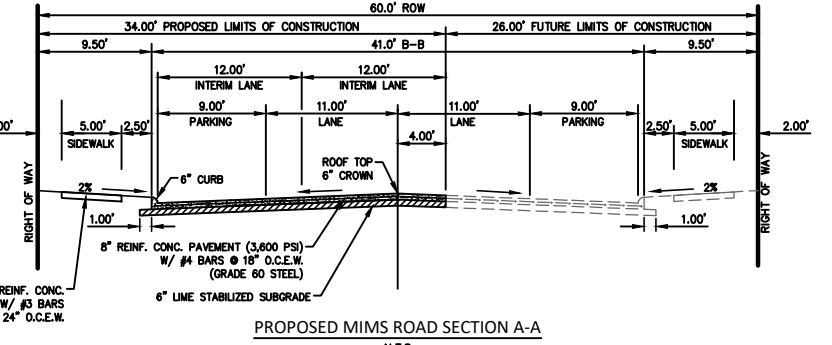 60.0' ROW
34.00' PROPOSED LIMITS OF CONSTRUCTION
26.00' FUTURE LIMITS OF CONSTRUCTION
9.50'
41.0' B-B
9.50'
12.00'
INTERIM LANE
12.00'
INTERIM LANE
9.00'
PARKING
11.00'
LANE
11.00'
LANE
9.00'
PARKING
5.00'
SIDEWALK
2.50'
4.00'
2.50'
5.00'
SIDEWALK
2.00'
RIGHT OF WAY
2%
6" CURB
ROOF TOP
6" CROWN
2%
RIGHT OF WAY
1.00'
1.00'
8" REINF. CONC. PAVEMENT (3,600 PSI)
W/ #4 BARS @ 18" O.C.E.W.
(GRADE 60 STEEL)
6" LIME STABILIZED SUBGRADE
REINF. CONC.
W/ #3 BARS
24" O.C.E.W.
PROPOSED MIMS ROAD SECTION A-A